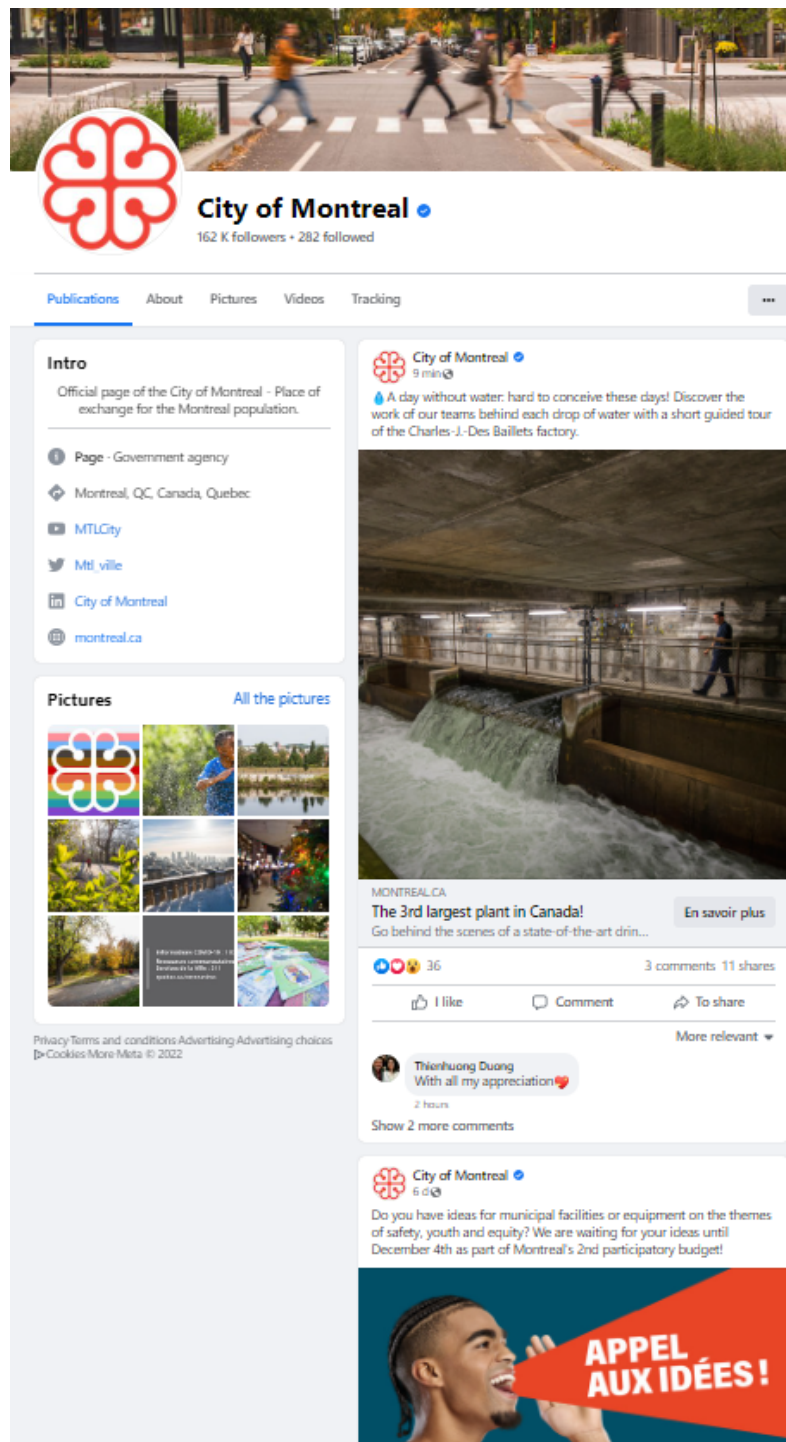 City of Montreal
162 K followers • 282 followed
Publications About Pictures Videos Tracking
Intro
Official page of the City of Montreal - Place of
exchange for the Montreal population.
Page · Government agency
Montreal, QC, Canada, Quebec
MTLCity
Mtl_ville
City of Montreal
montreal.ca
Pictures
All the pictures
Privacy·Terms and conditions·Advertising·Advertising choices
Cookies·More·Meta © 2022
City of Montreal
9 min
A day without water: hard to conceive these days! Discover the
work of our teams behind each drop of water with a short guided tour
of the Charles-J.-Des Baillets factory.
MONTREAL.CA
The 3rd largest plant in Canada!
Go behind the scenes of a state-of-the-art drin...
En savoir plus
36
3 comments 11 shares
I like Comment To share
More relevant
Thienhuong Duong
With all my appreciation
2 hours
Show 2 more comments
City of Montreal
6 d
Do you have ideas for municipal facilities or equipment on the themes
of safety, youth and equity? We are waiting for your ideas until
December 4th as part of Montreal's 2nd participatory budget!
APPEL
AUX IDÉES !